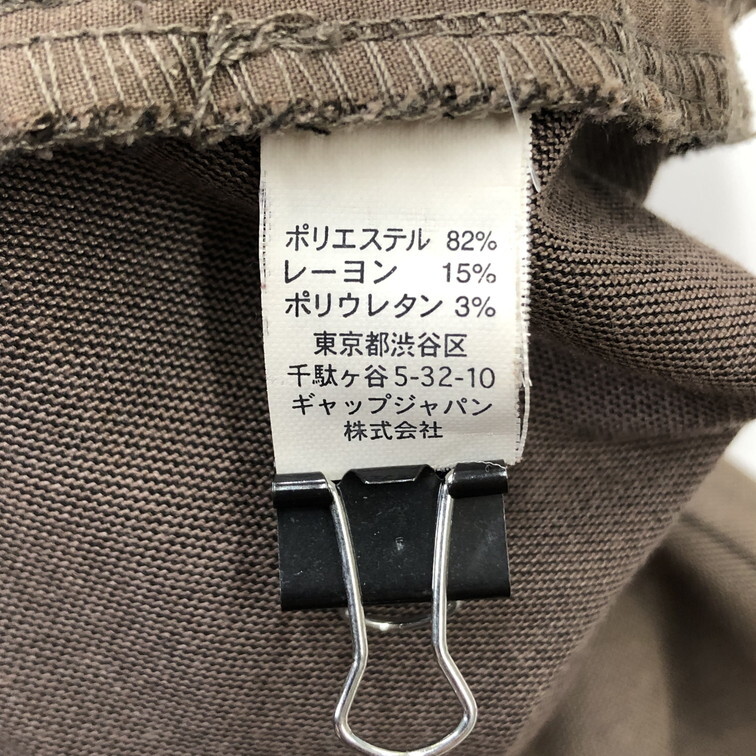 ポリエステル 82%
レーヨン 15%
ポリウレタン 3%
東京都渋谷区
千駄ヶ谷5-32-10
ギャップジャパン
株式会社